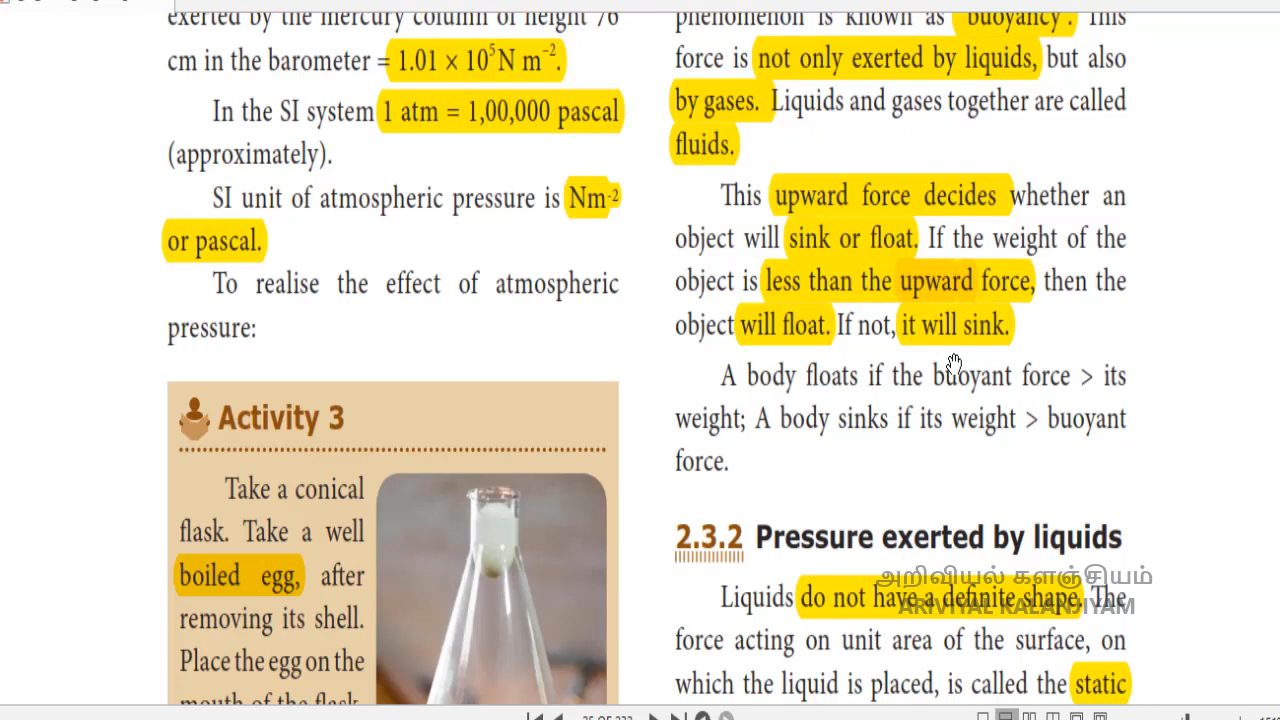 exerted by the mercury column of height 76
cm in the barometer = 1.01 × 10⁵N m⁻².
In the SI system 1 atm = 1,00,000 pascal
(approximately).
SI unit of atmospheric pressure is Nm⁻²
or pascal.
To realise the effect of atmospheric
pressure:
Activity 3
Take a conical
flask. Take a well
boiled egg, after
removing its shell.
Place the egg on the
mouth of the flask.
phenomenon is known as ‘buoyancy’. This
force is not only exerted by liquids, but also
by gases. Liquids and gases together are called
fluids.
This upward force decides whether an
object will sink or float. If the weight of the
object is less than the upward force, then the
object will float. If not, it will sink.
A body floats if the buoyant force > its
weight; A body sinks if its weight > buoyant
force.
2.3.2 Pressure exerted by liquids
அறிவியல் களஞ்சியம்
Liquids do not have a definite shape. The
ARIVIYAL KALANJIYAM
force acting on unit area of the surface, on
which the liquid is placed, is called the static